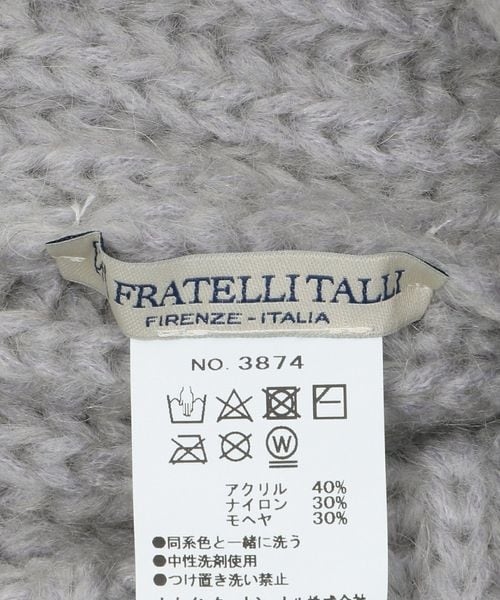 FRATELLI TALLI
FIRENZE - ITALIA
NO. 3874
W
アクリル 40%
ナイロン 30%
モヘヤ 30%
●同系色と一緒に洗う
●中性洗剤使用
●つけ置き洗い禁止